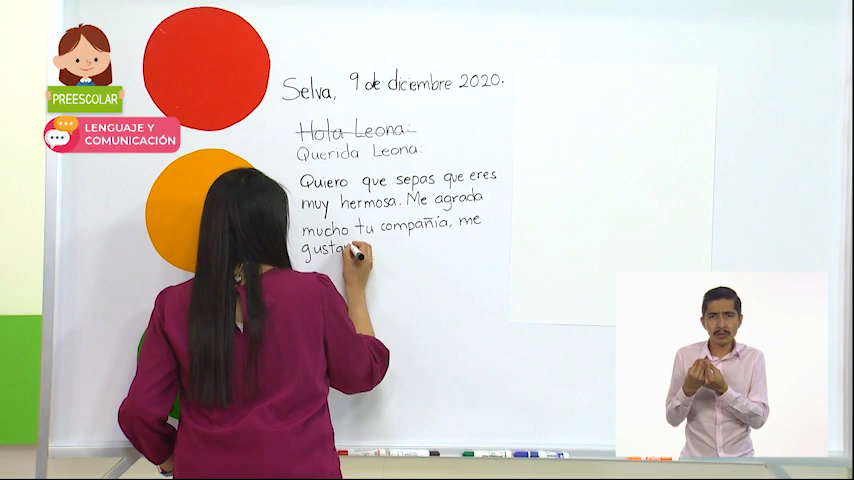 PREESCOLAR
LENGUAJE Y
COMUNICACIÓN
Selva, 9 de diciembre 2020.
Hola Leona:
Querida Leona:
Quiero que sepas que eres
muy hermosa. Me agrada
mucho tu compañía, me